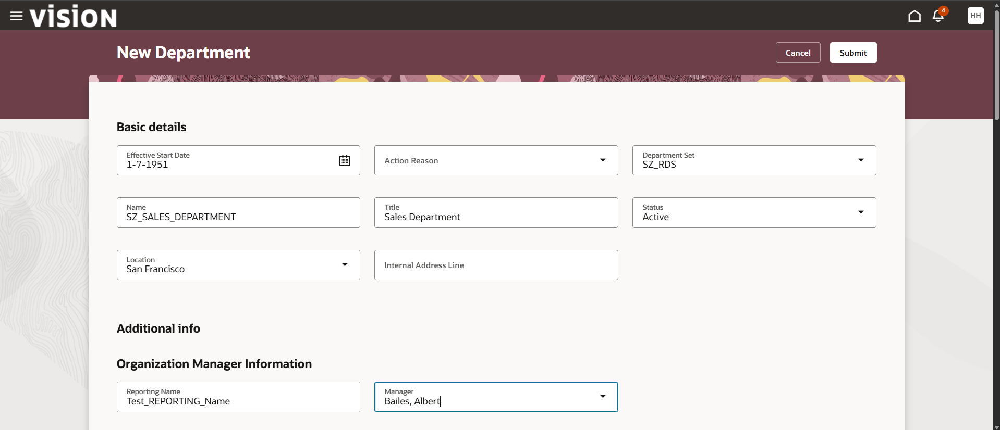 vision
4
HH
New Department
Cancel
Submit
Basic details
Effective Start Date
1-7-1951
Action Reason
Department Set
SZ_RDS
Name
SZ_SALES_DEPARTMENT
Title
Sales Department
Status
Active
Location
San Francisco
Internal Address Line
Additional info
Organization Manager Information
Reporting Name
Test_REPORTING_Name
Manager
Bailes, Albert